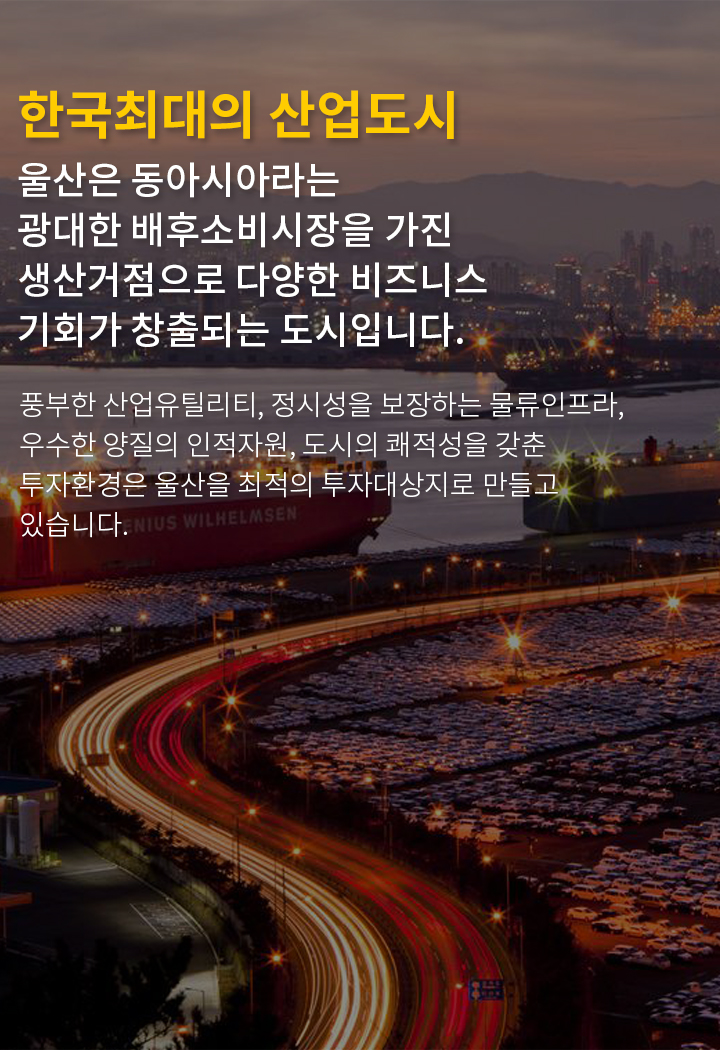 한국최대의 산업도시
울산은 동아시아라는
광대한 배후소비시장을 가진
생산거점으로 다양한 비즈니스
기회가 창출되는 도시입니다.
풍부한 산업유틸리티, 정시성을 보장하는 물류인프라,
우수한 양질의 인적자원, 도시의 쾌적성을 갖춘
투자환경은 울산을 최적의 투자대상지로 만들고
있습니다.
WILHELMSEN